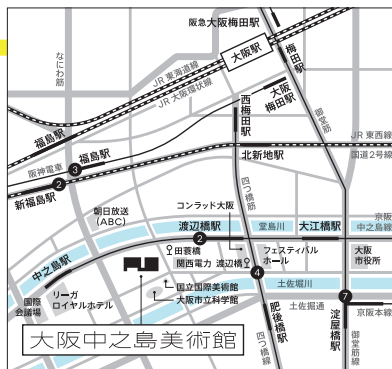 阪急大阪梅田駅
なにわ筋
大阪駅
梅田駅
JR 東海道線
JR 大阪環状線
大阪
梅田駅
西梅田駅
御堂筋
福島駅
JR 東西線
福島駅
3
北新地駅
国道2号線
阪神電車
2
新福島駅
四つ橋筋
朝日放送
(ABC)
コンラッド大阪
渡辺橋駅
堂島川
大江橋駅
京阪
中之島線
2
中之島駅
田蓑橋
関西電力
渡辺橋
フェスティバル
ホール
大阪
市役所
4
国立国際美術館
大阪市立科学館
土佐堀川
国際
会議場
リーガ
ロイヤルホテル
7
土佐堀通
京阪本線
肥後橋駅
淀屋橋駅
大阪中之島美術館
四つ橋線
御堂筋線